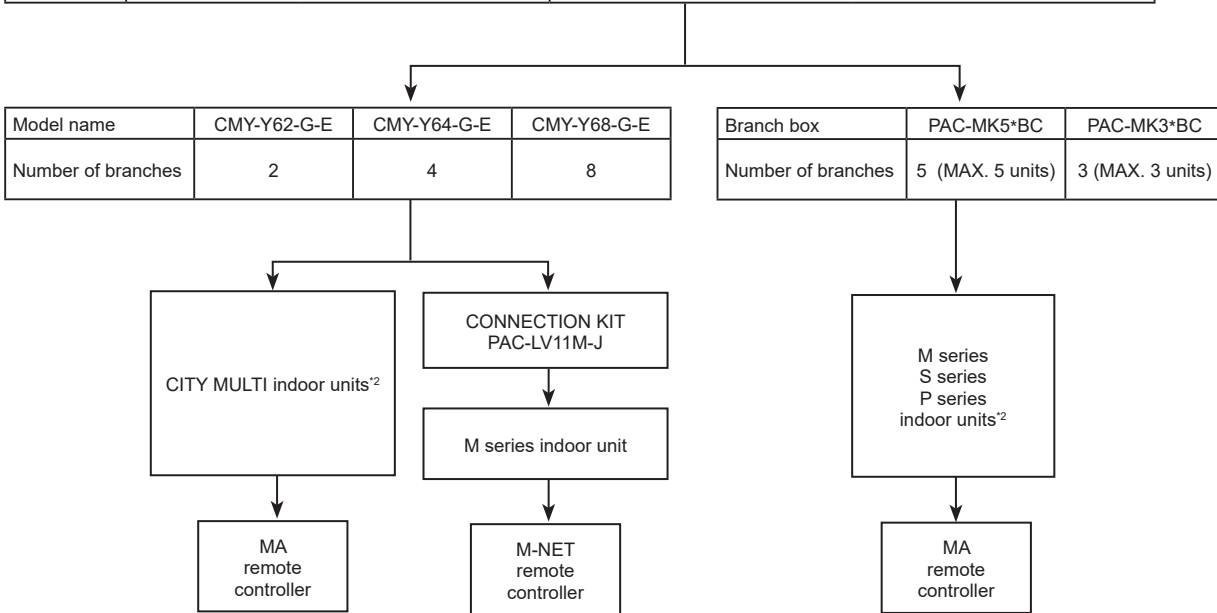 Model name CMY-Y62-G-E CMY-Y64-G-E CMY-Y68-G-E
Number of branches 2 4 8
Branch box PAC-MK5*BC PAC-MK3*BC
Number of branches 5 (MAX. 5 units) 3 (MAX. 3 units)
CITY MULTI indoor units*2
CONNECTION KIT
PAC-LV11M-J
M series indoor unit
M series
S series
P series
indoor units*2
MA
remote
controller
M-NET
remote
controller
MA
remote
controller